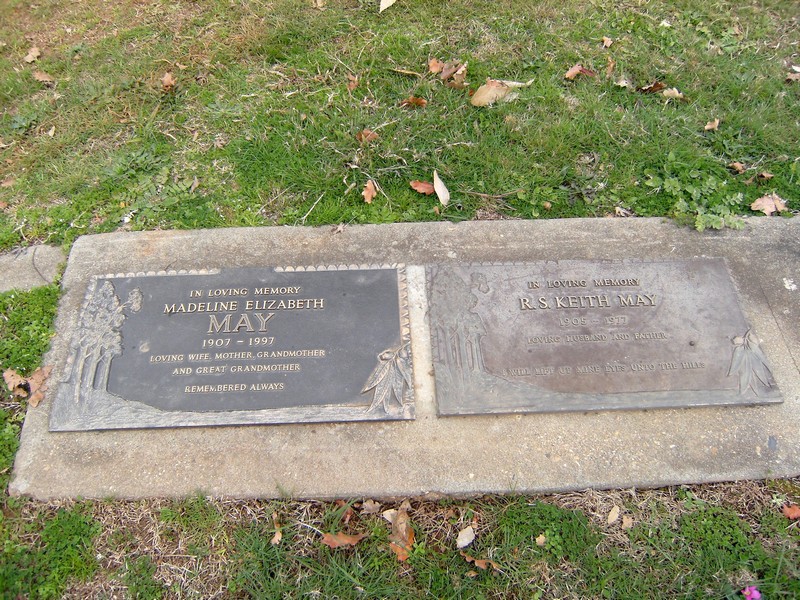 IN LOVING MEMORY
MADELINE ELIZABETH
MAY
1907 - 1997
LOVING WIFE, MOTHER, GRANDMOTHER
AND GREAT GRANDMOTHER
REMEMBERED ALWAYS
IN LOVING MEMORY
R.S. KEITH MAY
LOVING HUSBAND AND FATHER
I WILL LIFT UP MINE EYES UNTO THE HILLS